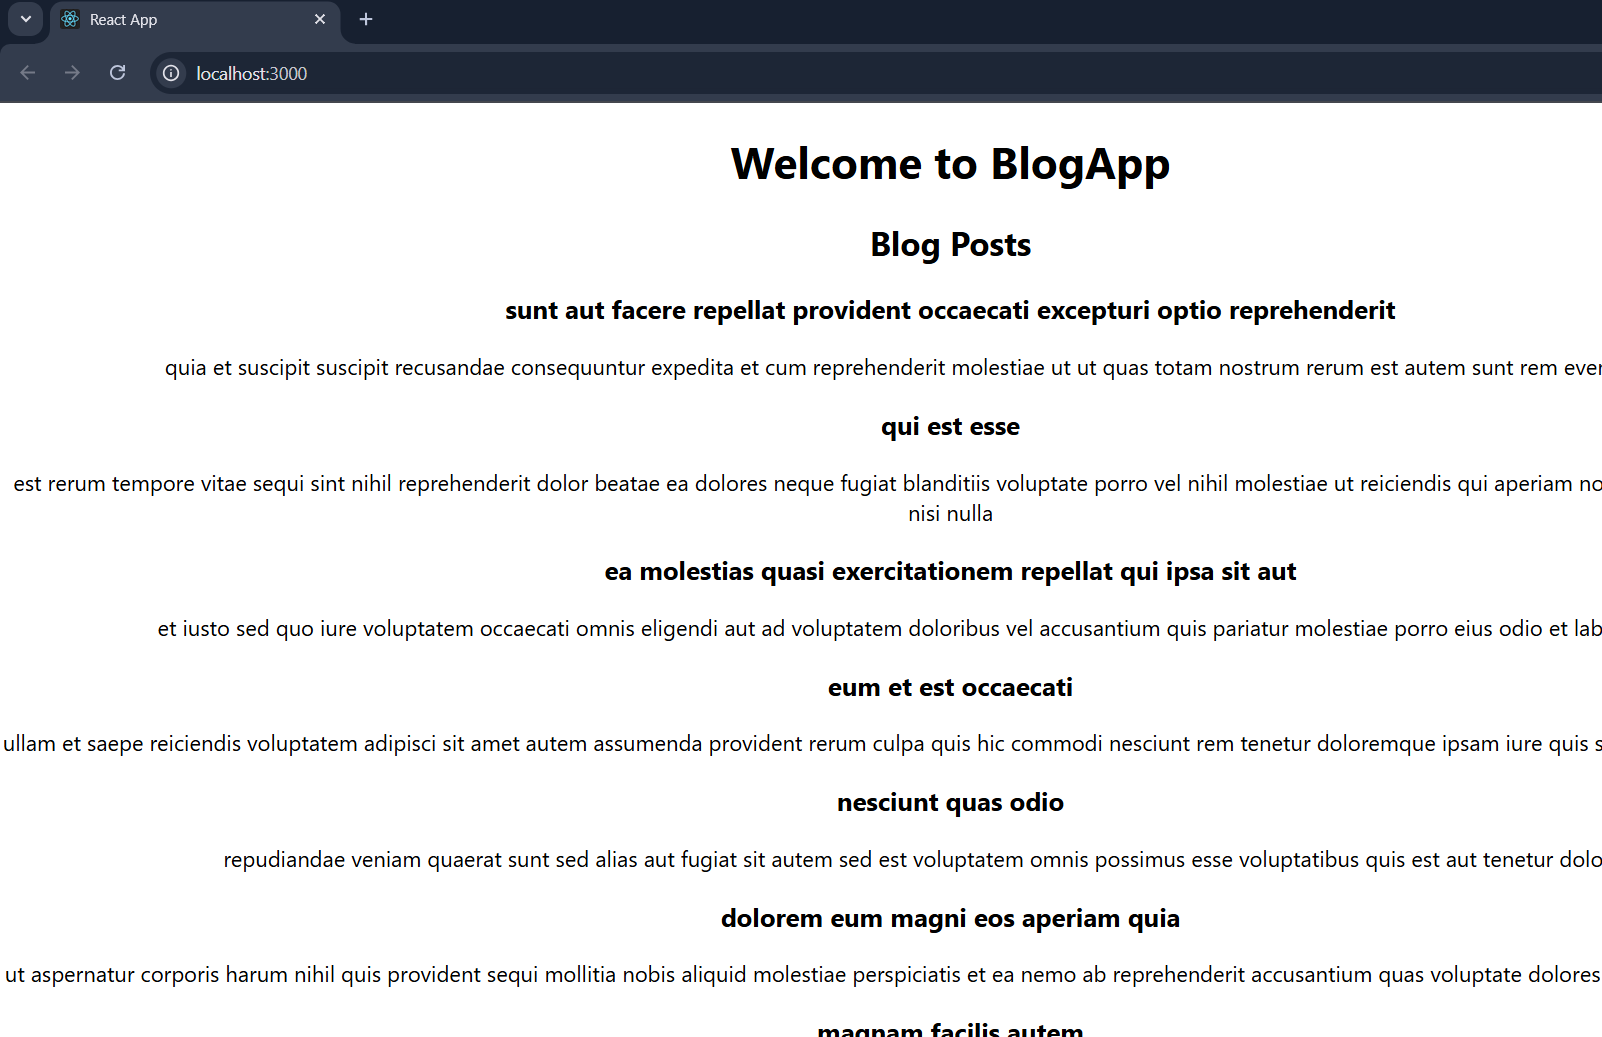 React App
localhost:3000
Welcome to BlogApp
Blog Posts
sunt aut facere repellat provident occaecati excepturi optio reprehenderit
quia et suscipit suscipit recusandae consequuntur expedita et cum reprehenderit molestiae ut ut quas totam nostrum rerum est autem sunt rem
qui est esse
est rerum tempore vitae sequi sint nihil reprehenderit dolor beatae ea dolores neque fugiat blanditiis voluptate porro vel nihil molestiae ut reiciendis qui aperiam
nisi nulla
ea molestias quasi exercitationem repellat qui ipsa sit aut
et iusto sed quo iure voluptatem occaecati omnis eligendi aut ad voluptatem doloribus vel accusantium quis pariatur molestiae porro eius odio et
eum et est occaecati
ullam et saepe reiciendis voluptatem adipisci sit amet autem assumenda provident rerum culpa quis hic commodi nesciunt rem tenetur doloremque ipsam iure quis
nesciunt quas odio
repudiandae veniam quaerat sunt sed alias aut fugiat sit autem sed est voluptatem omnis possimus esse voluptatibus quis est aut tenetur
dolorem eum magni eos aperiam quia
ut aspernatur corporis harum nihil quis provident sequi mollitia nobis aliquid molestiae perspiciatis et ea nemo ab reprehenderit accusantium quas voluptate dolores
magnam facilis autem